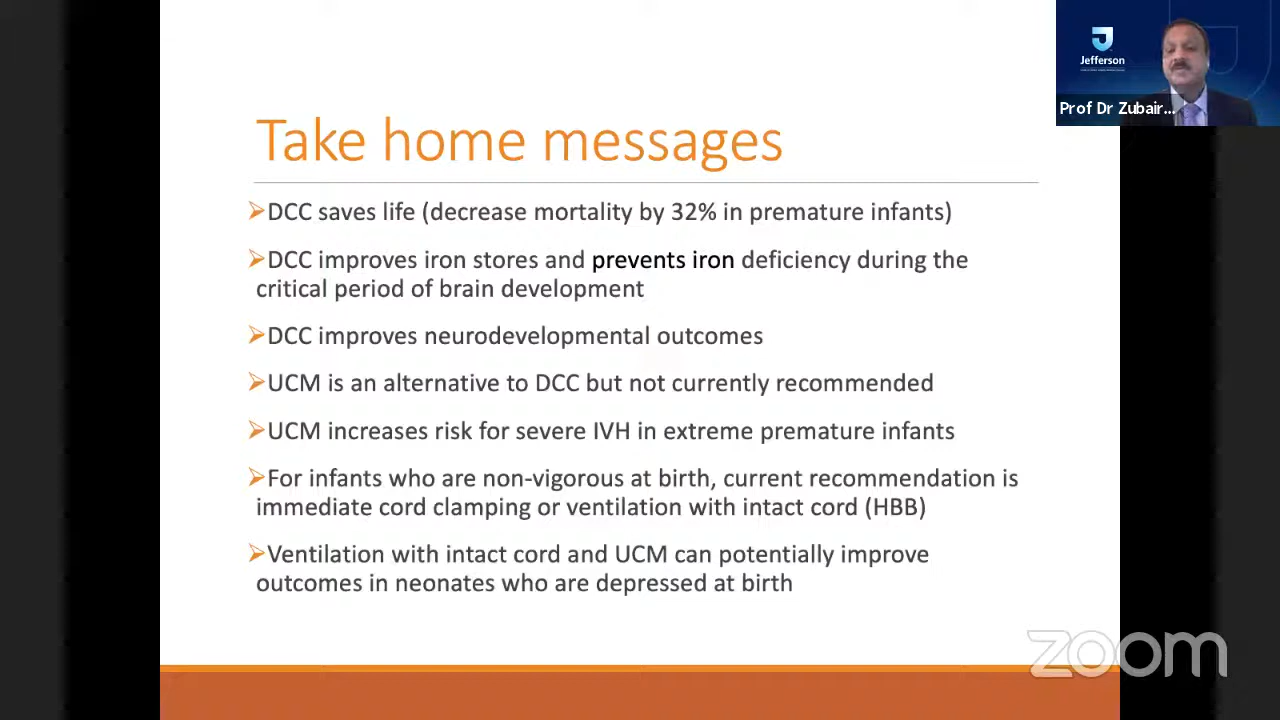 Jefferson
Prof Dr Zubair...
Take home messages
➢DCC saves life (decrease mortality by 32% in premature infants)
➢DCC improves iron stores and prevents iron deficiency during the
critical period of brain development
➢DCC improves neurodevelopmental outcomes
➢UCM is an alternative to DCC but not currently recommended
➢UCM increases risk for severe IVH in extreme premature infants
➢For infants who are non-vigorous at birth, current recommendation is
immediate cord clamping or ventilation with intact cord (HBB)
➢Ventilation with intact cord and UCM can potentially improve
outcomes in neonates who are depressed at birth
zoom